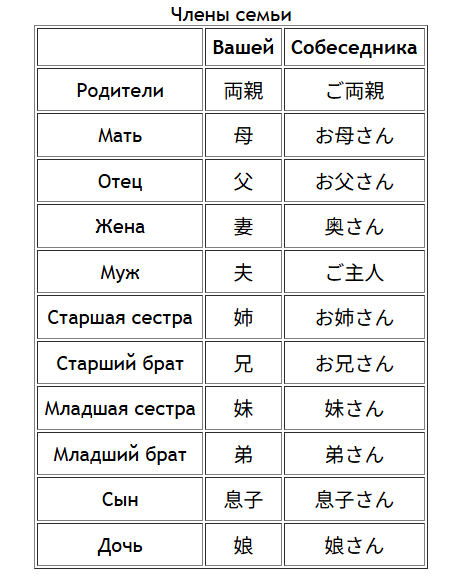 Члены семьи
Вашей Собеседника
Родители 両親 ご両親
Мать 母 お母さん
Отец 父 お父さん
Жена 妻 奥さん
Муж 夫 ご主人
Старшая сестра 姉 お姉さん
Старший брат 兄 お兄さん
Младшая сестра 妹 妹さん
Младший брат 弟 弟さん
Сын 息子 息子さん
Дочь 娘 娘さん